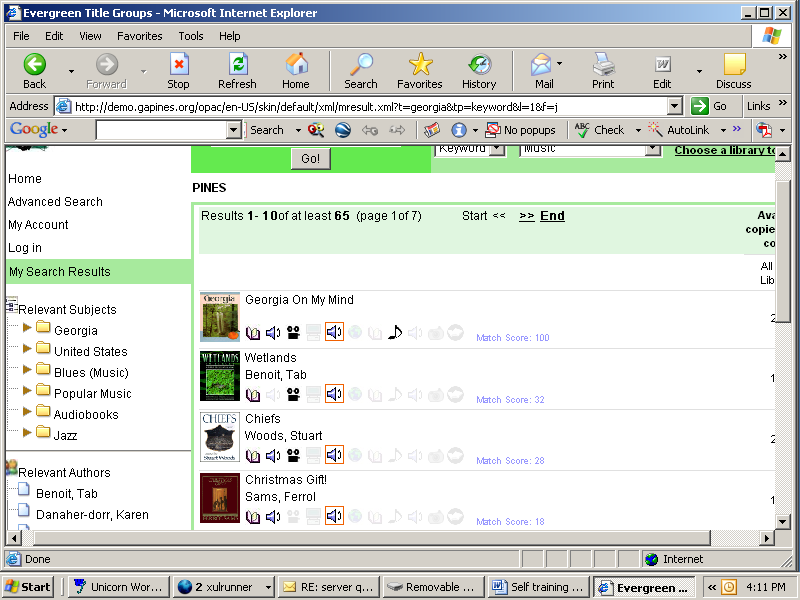 Evergreen Title Groups - Microsoft Internet Explorer
File Edit View Favorites Tools Help
Back Forward Stop Refresh Home Search Favorites History Mail Print Edit Discuss
Address http://demo.gapines.org/opac/en-US/skin/default/xml/mresult.xml?t=georgia&tp=keyword&l=1&f=j Go Links
Google Search No popups Check AutoLink
Keyword Music
Go! Choose a library to
Home
Advanced Search
My Account
Log in
My Search Results
Relevant Subjects
Georgia
United States
Blues (Music)
Popular Music
Audiobooks
Jazz
Relevant Authors
Benoit, Tab
Danaher-dorr, Karen
PINES
Results 1- 10of at least 65 (page 1of 7) Start << >> End
Ava
copie
co
All
Lib
Georgia
Georgia On My Mind
Match Score: 100
WETLANDS
Wetlands
Benoit, Tab
Match Score: 32
CHIEFS
Stuart Woods
Chiefs
Woods, Stuart
Match Score: 28
Christmas Gift!
Sams, Ferrol
Match Score: 18
Done Internet
Start Unicorn Wor... 2 xulrunner RE: server q... Removable ... Self training ... Evergreen ... << 4:11 PM